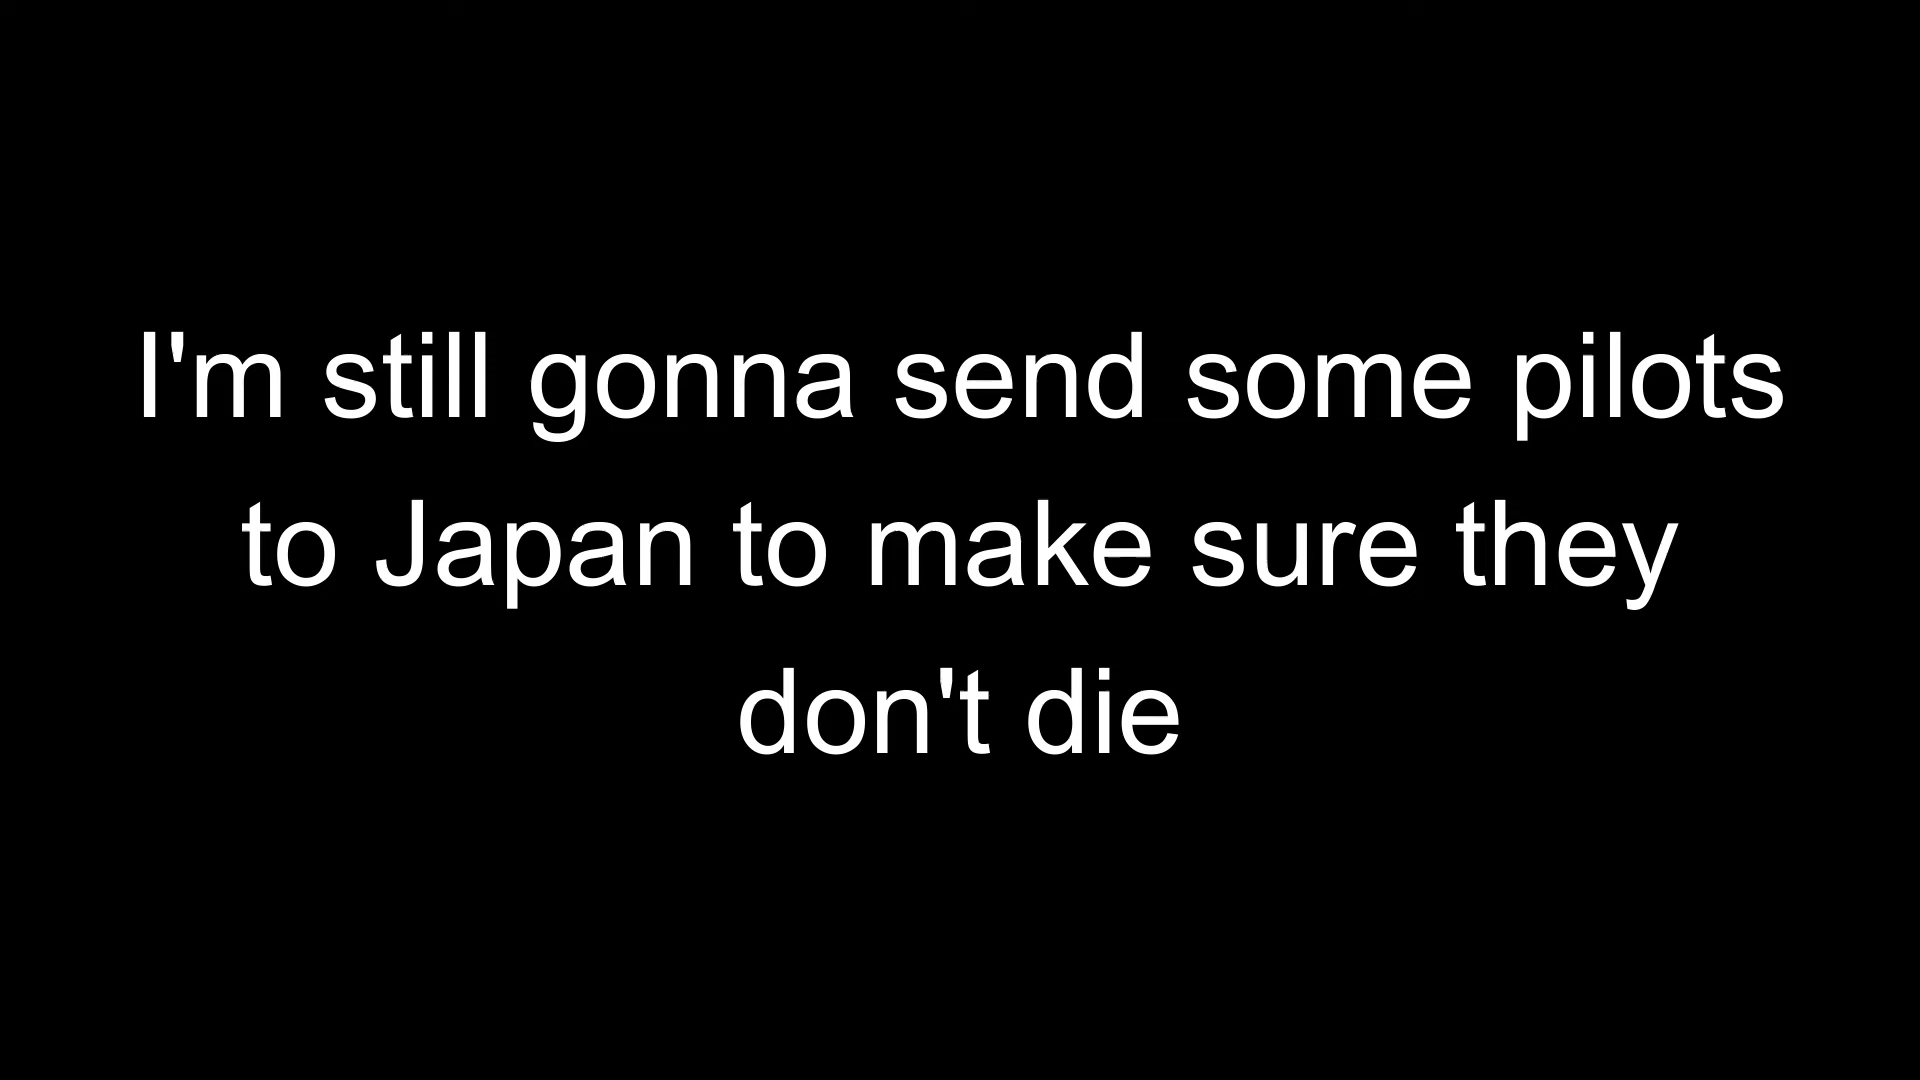 I'm still gonna send some pilots
to Japan to make sure they
don't die